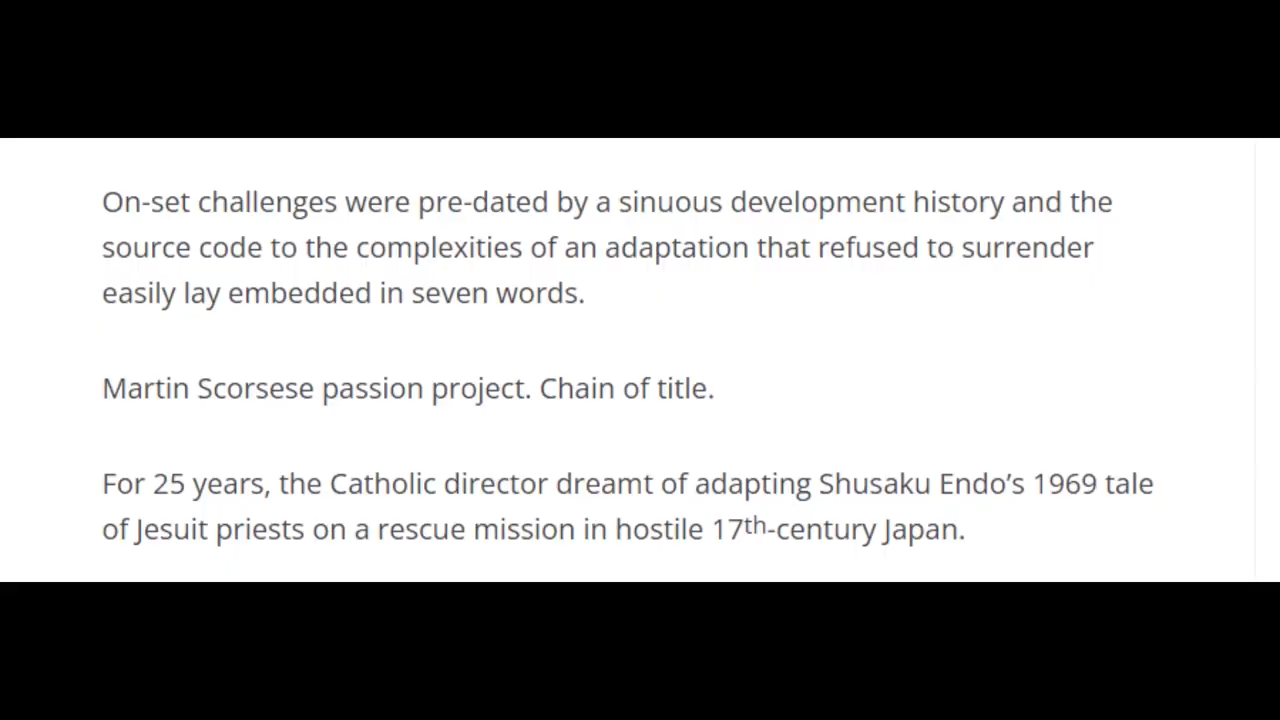 On-set challenges were pre-dated by a sinuous development history and the
source code to the complexities of an adaptation that refused to surrender
easily lay embedded in seven words.
Martin Scorsese passion project. Chain of title.
For 25 years, the Catholic director dreamt of adapting Shusaku Endo’s 1969 tale
of Jesuit priests on a rescue mission in hostile 17th-century Japan.